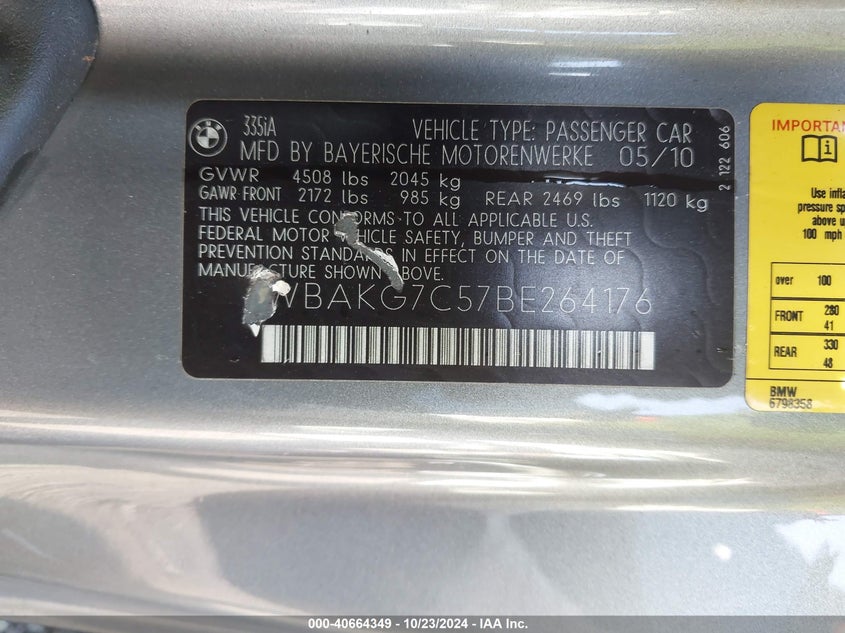 BMW
335iA
VEHICLE TYPE: PASSENGER CAR
MFD BY BAYERISCHE MOTORENWERKE 05/10
GVWR 4508 lbs 2045 kg
GAWR FRONT 2172 lbs 985 kg REAR 2469 lbs 1120 kg
THIS VEHICLE CONFORMS TO ALL APPLICABLE U.S.
FEDERAL MOTOR VEHICLE SAFETY, BUMPER AND THEFT
PREVENTION STANDARDS IN EFFECT ON THE DATE OF
MANUFACTURE SHOWN ABOVE.
WBAKG7C57BE264176
2 122 606
IMPORTAN
Use infla
pressure sp
above u
100 mph
over 100
FRONT 280
41
REAR 330
48
BMW
6798358
000-40664349 - 10/23/2024 - IAA Inc.